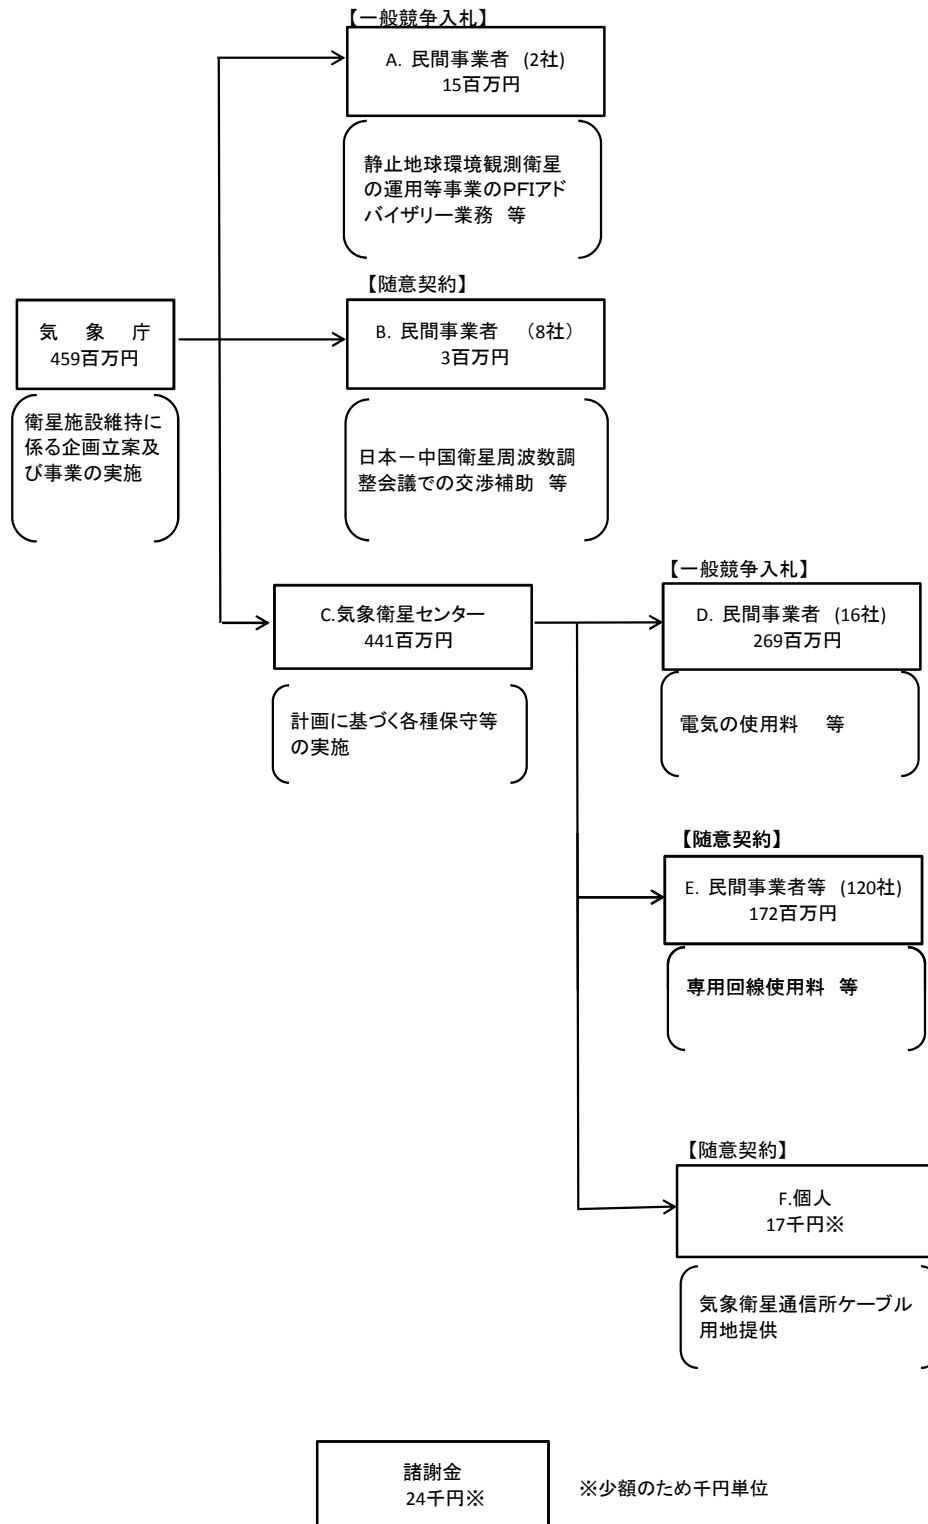 【一般競争入札】
A. 民間事業者 (2社)
15百万円
静止地球環境観測衛星
の運用等事業のPFIアド
バイザリー業務 等
【随意契約】
気 象 庁
459百万円
B. 民間事業者 （8社）
3百万円
衛星施設維持に
係る企画立案及
び事業の実施
日本－中国衛星周波数調
整会議での交渉補助 等
【一般競争入札】
C.気象衛星センター
441百万円
D. 民間事業者 (16社)
269百万円
計画に基づく各種保守等
の実施
電気の使用料 等
【随意契約】
E. 民間事業者等 (120社)
172百万円
専用回線使用料 等
【随意契約】
F.個人
17千円※
気象衛星通信所ケーブル
用地提供
諸謝金
24千円※
※少額のため千円単位